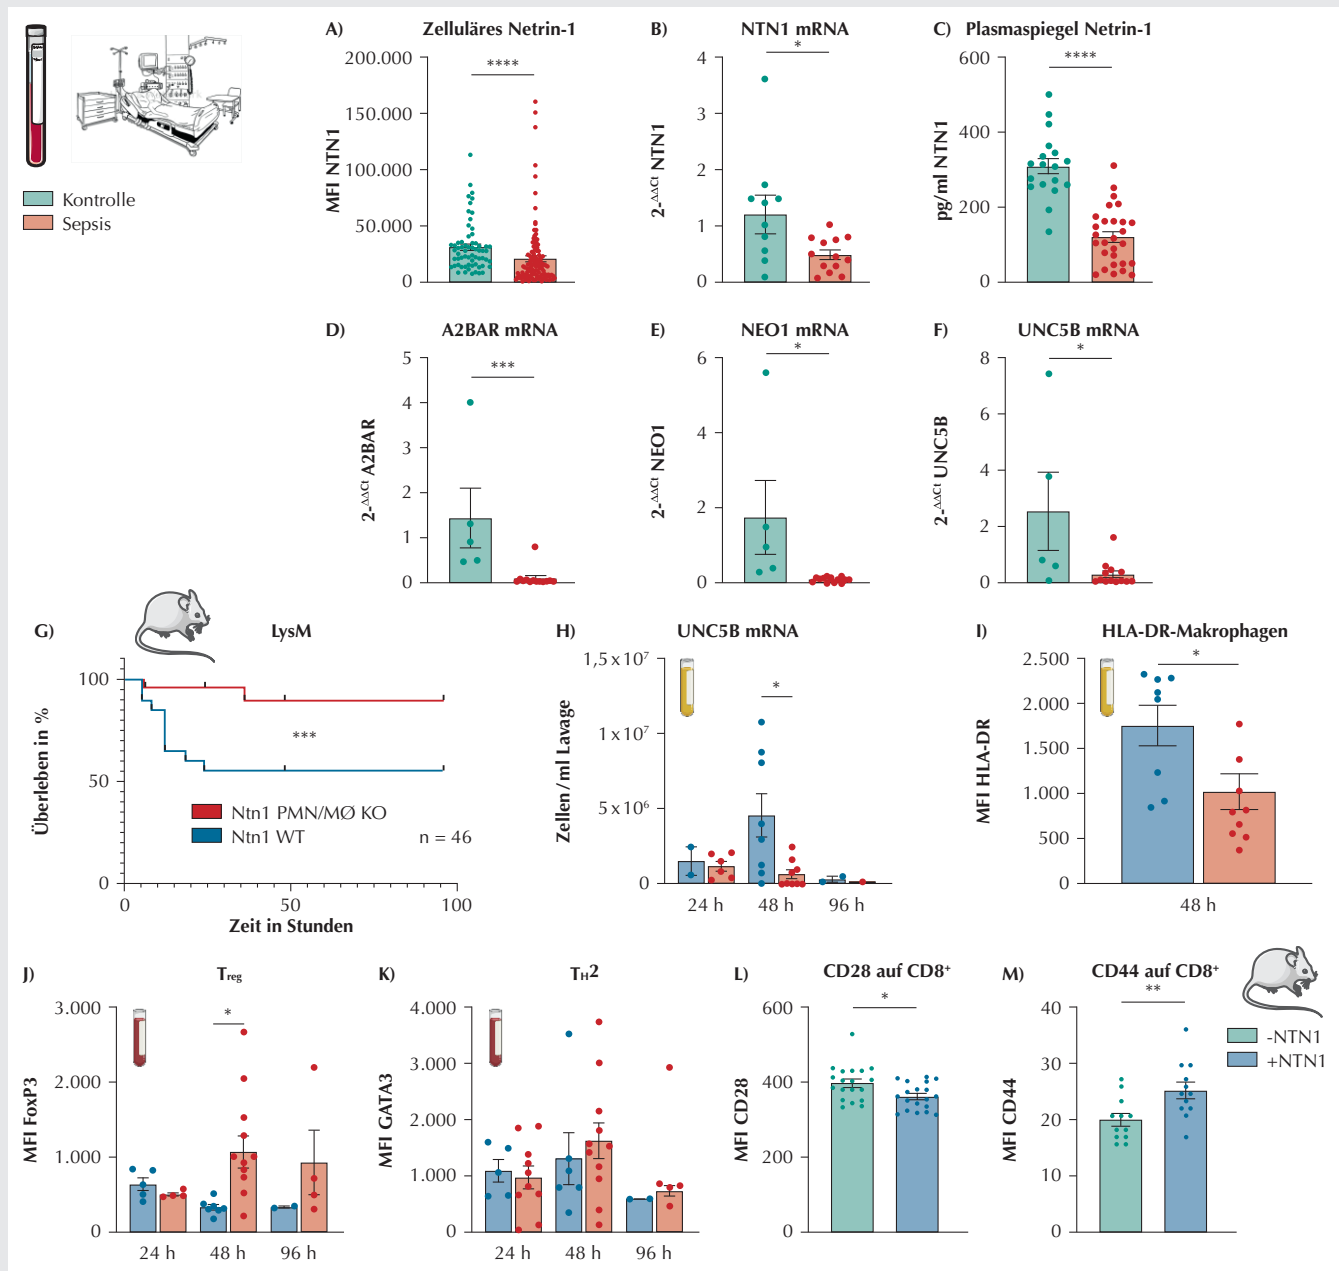 A) Zelluläres Netrin-1
MFI NTN1
200.000
150.000
100.000
50.000
0
****
B) NTN1 mRNA
2-ΔΔCt NTN1
4
3
2
1
0
*
C) Plasmaspiegel Netrin-1
pg/ml NTN1
600
400
200
0
****
Kontrolle
Sepsis
D) A2BAR mRNA
2-ΔΔCt A2BAR
5
4
3
2
1
0
***
E) NEO1 mRNA
2-ΔΔCt NEO1
6
4
2
0
*
F) UNC5B mRNA
2-ΔΔCt UNC5B
8
6
4
2
0
*
G) LysM
Überleben in %
100
50
0
***
Ntn1 PMN/MØ KO
Ntn1 WT
n = 46
0 50 100
Zeit in Stunden
H) UNC5B mRNA
Zellen / ml Lavage
1,5 x 10⁷
1 x 10⁷
5 x 10⁶
0
*
24 h 48 h 96 h
I) HLA-DR-Makrophagen
MFI HLA-DR
2.500
2.000
1.500
1.000
500
0
*
48 h
J) Treg
MFI FoxP3
3.000
2.000
1.000
0
*
24 h 48 h 96 h
K) TH2
MFI GATA3
4.000
3.000
2.000
1.000
0
24 h 48 h 96 h
L) CD28 auf CD8⁺
MFI CD28
600
400
200
0
*
M) CD44 auf CD8⁺
MFI CD44
40
30
20
10
0
**
-NTN1
+NTN1